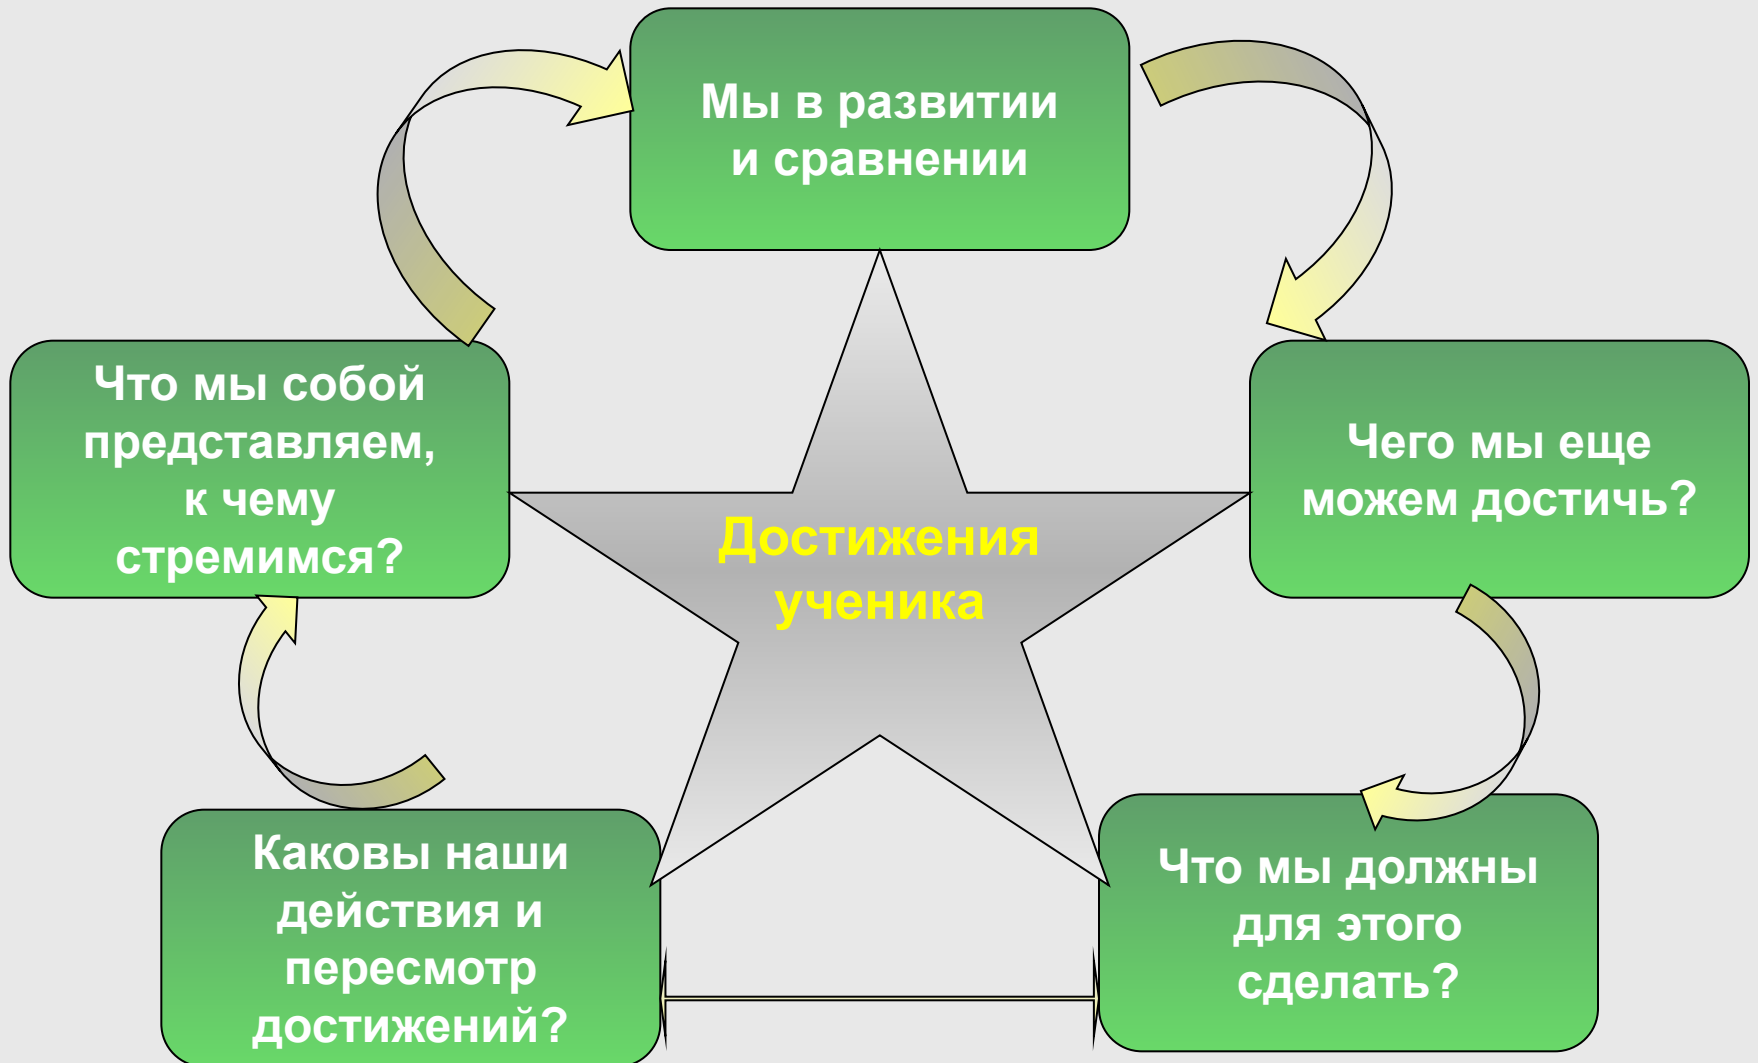 Мы в развитии
и сравнении
Что мы собой
представляем,
к чему
стремимся?
Чего мы еще
можем достичь?
Достижения
ученика
Каковы наши
действия и
пересмотр
достижений?
Что мы должны
для этого
сделать?